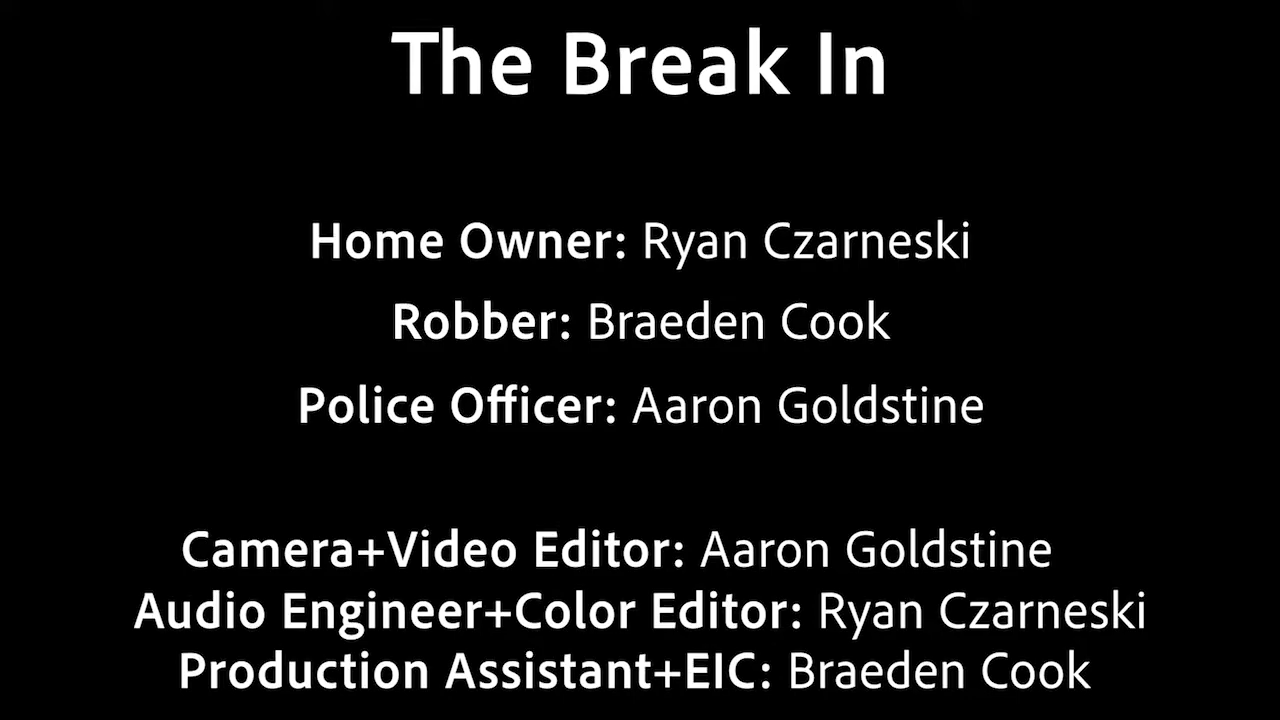 The Break In
Home Owner: Ryan Czarneski
Robber: Braeden Cook
Police Officer: Aaron Goldstine
Camera+Video Editor: Aaron Goldstine
Audio Engineer+Color Editor: Ryan Czarneski
Production Assistant+EIC: Braeden Cook